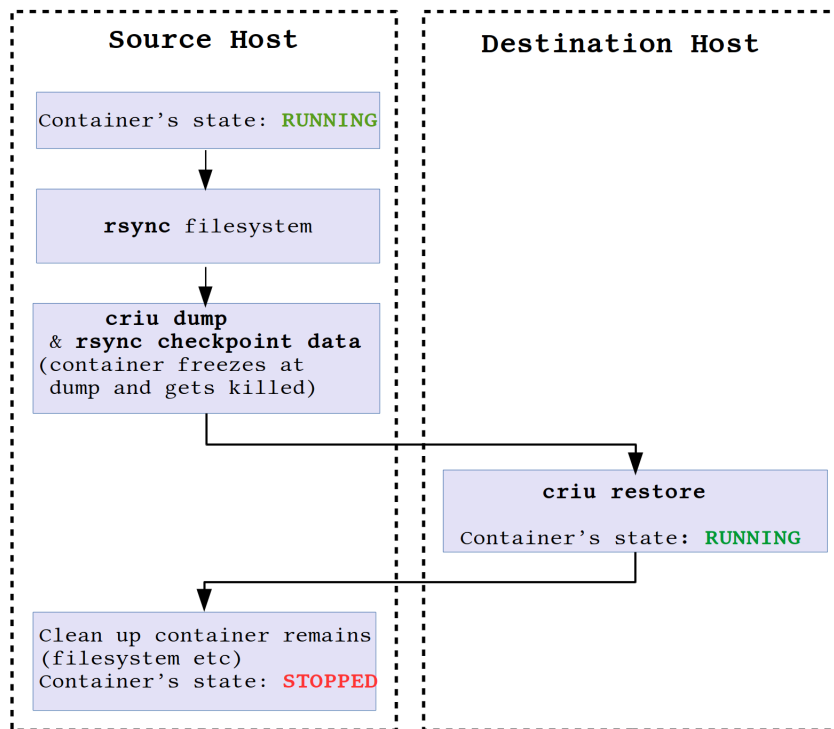 Source Host
Destination Host
Container’s state: RUNNING
rsync filesystem
criu dump
& rsync checkpoint data
(container freezes at
dump and gets killed)
criu restore
Container’s state: RUNNING
Clean up container remains
(filesystem etc)
Container’s state: STOPPED